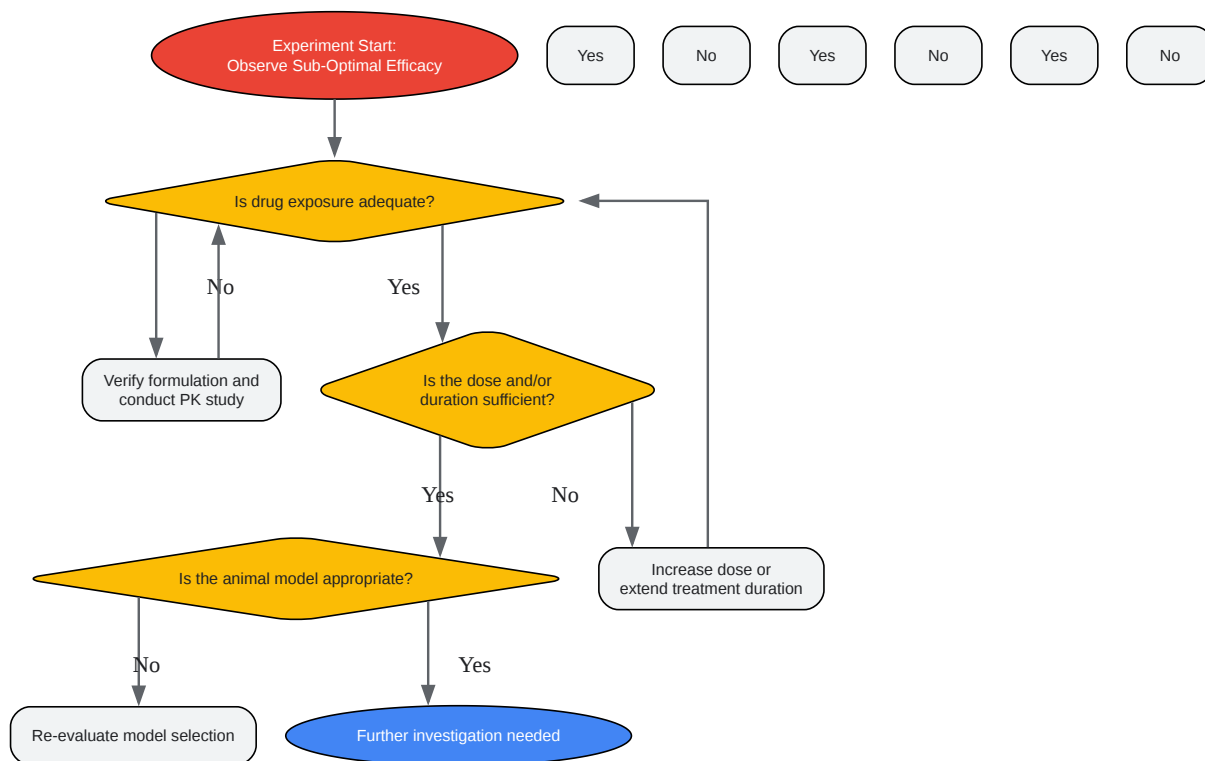 Experiment Start:
Observe Sub-Optimal Efficacy
Yes
No
Yes
No
Yes
No
Is drug exposure adequate?
No
Yes
Verify formulation and
conduct PK study
Is the dose and/or
duration sufficient?
Yes
No
Increase dose or
extend treatment duration
Is the animal model appropriate?
No
Yes
Re-evaluate model selection
Further investigation needed